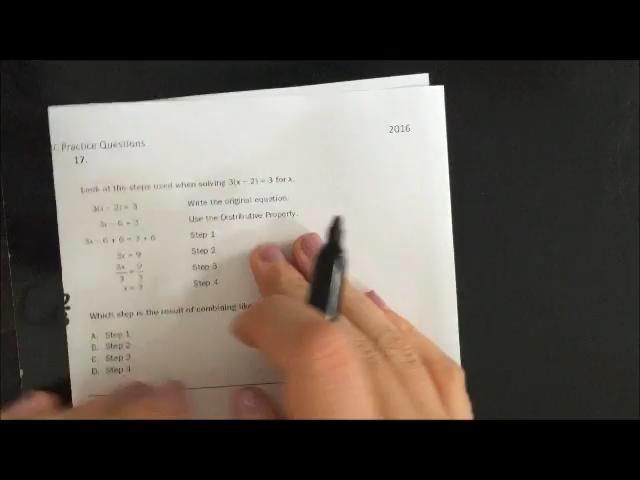 Practice Questions
2016
17.
Look at the steps used when solving 3(x − 2) = 3 for x.
3(x − 2) = 3 Write the original equation.
3x − 6 = 3 Use the Distributive Property.
3x − 6 + 6 = 3 + 6 Step 1
3x = 9 Step 2
3x/3 = 9/3 Step 3
x = 3 Step 4
Which step is the result of combining like
A. Step 1
B. Step 2
C. Step 3
D. Step 4